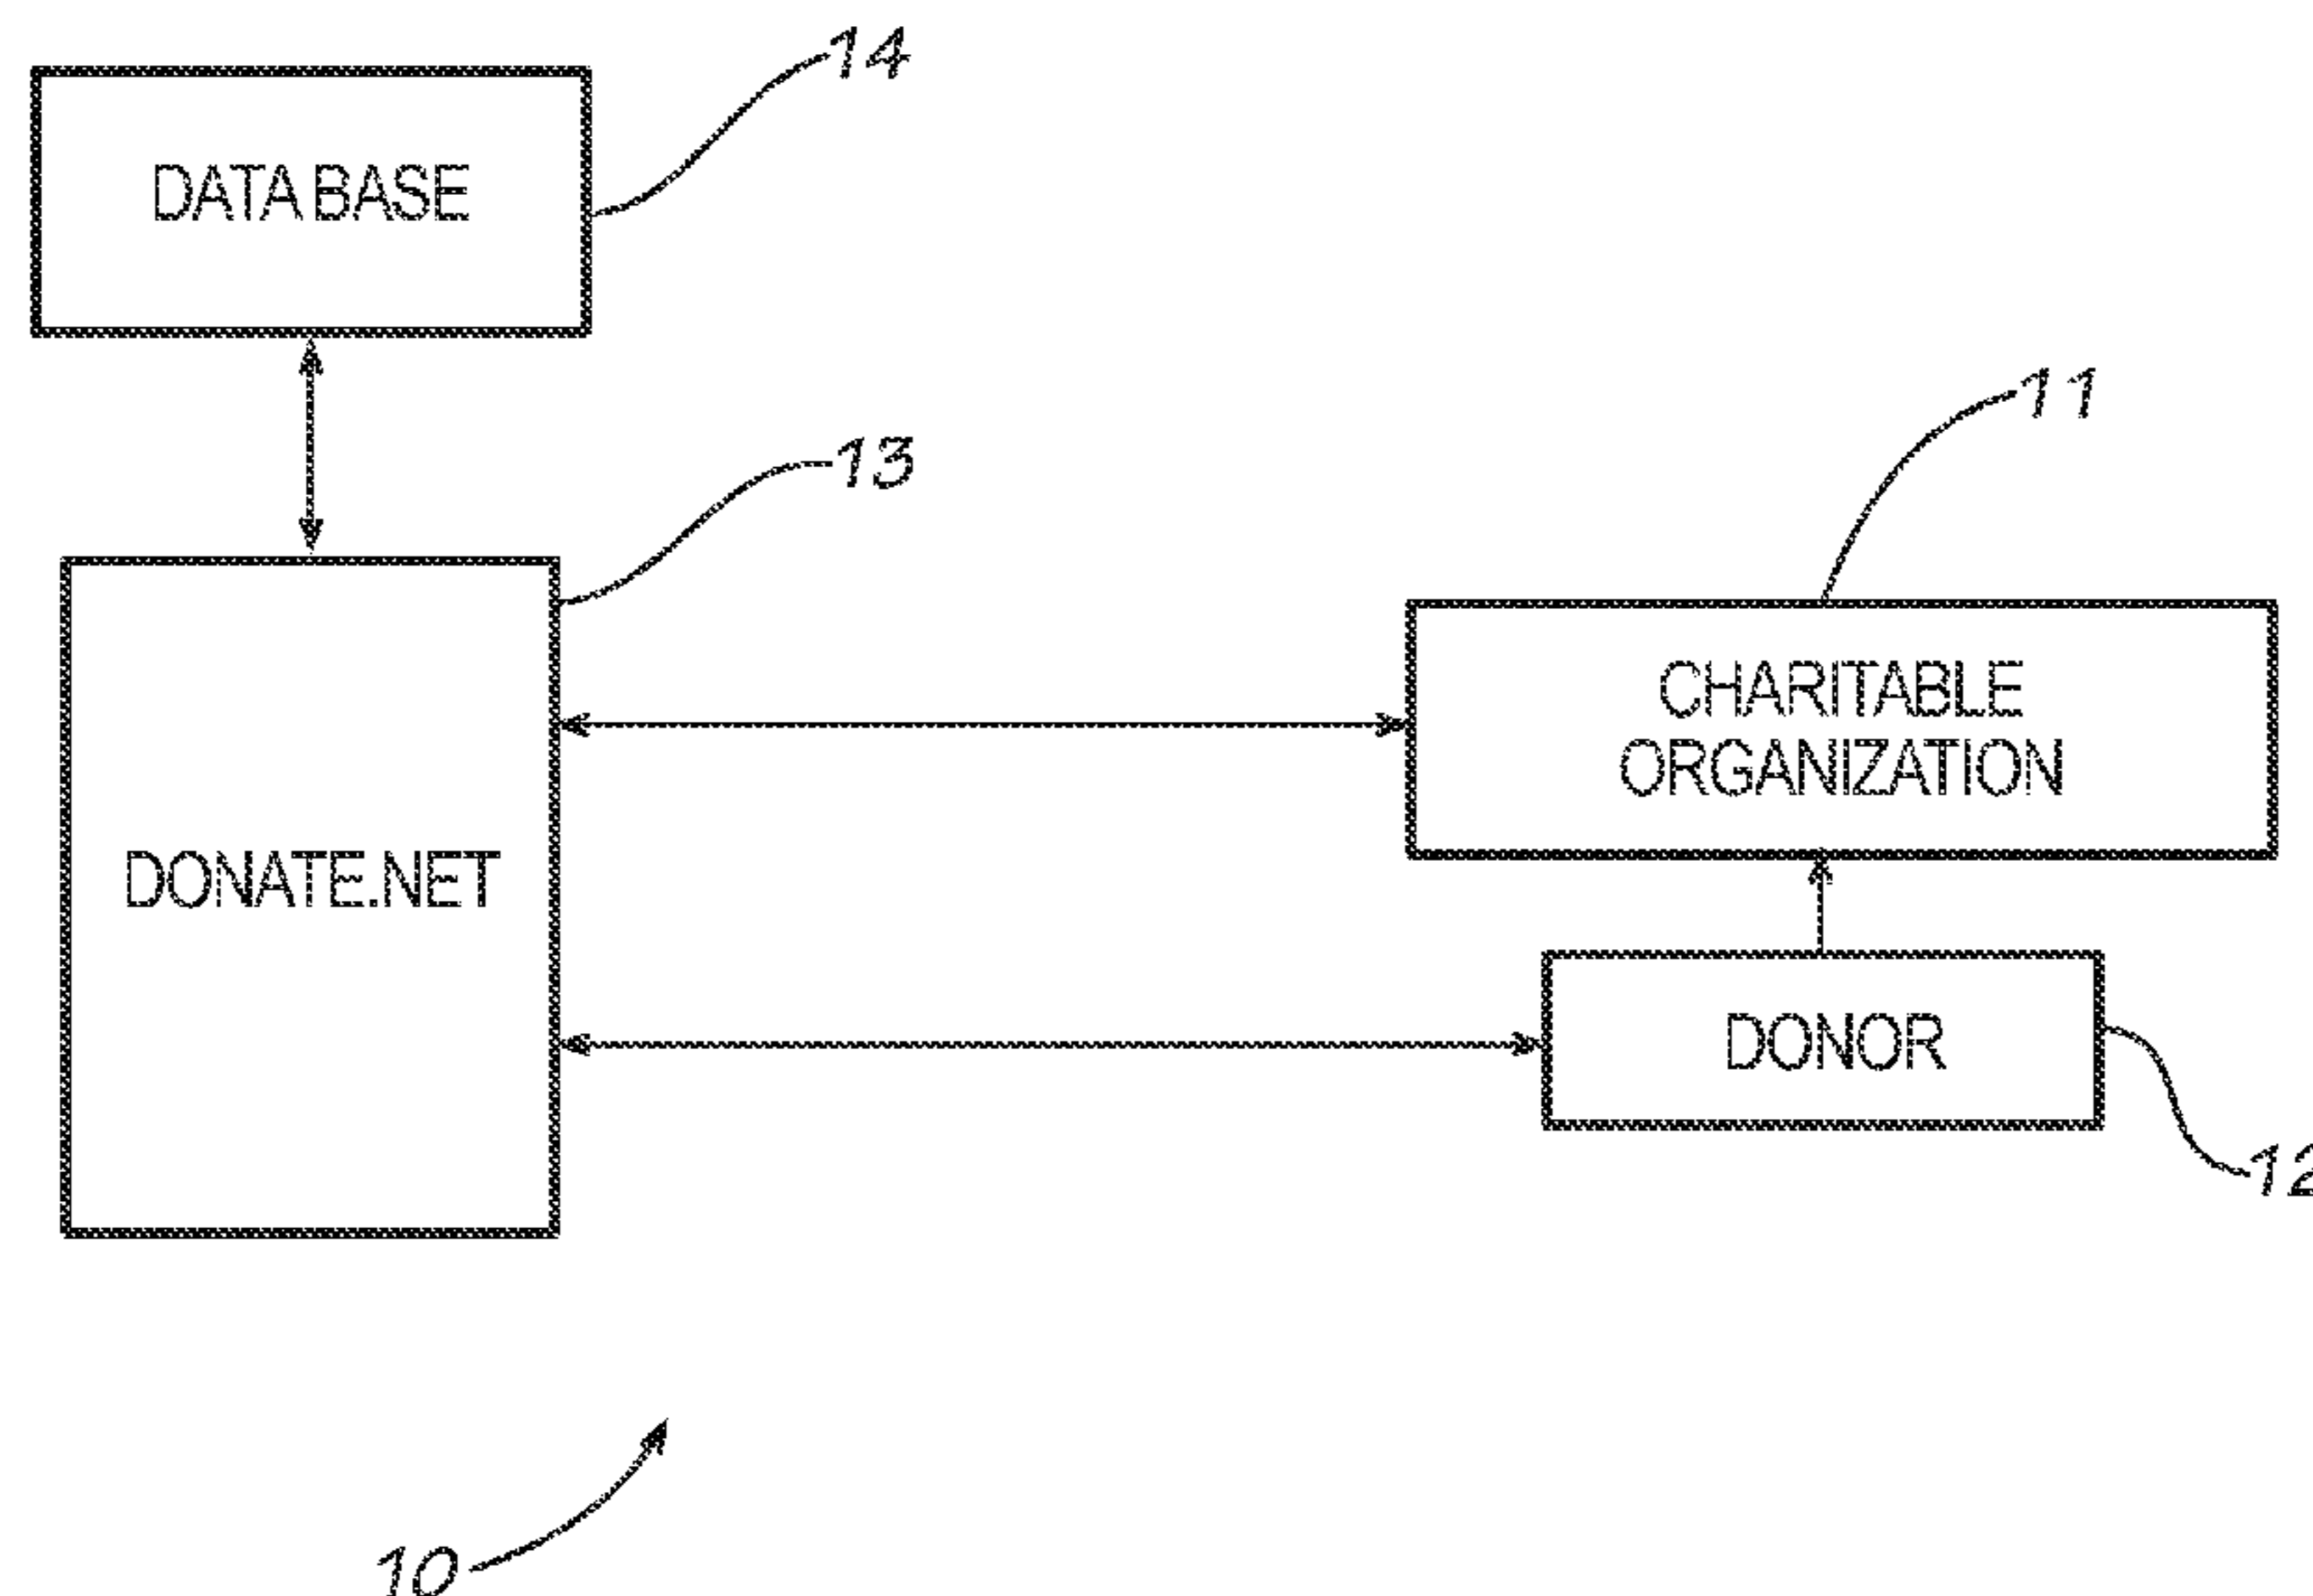 14
DATA BASE
13
11
CHARITABLE
ORGANIZATION
DONATE.NET
DONOR
12
10